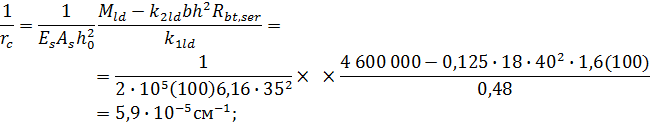 1/r_c = 1/(E_s A_s h_0^2) (M_ld − k_2ld bh^2 R_bt,ser)/k_1ld =
= 1/(2 · 10^5(100)6,16 · 35^2) × × (4 600 000 − 0,125 · 18 · 40^2 · 1,6(100))/0,48
= 5,9 · 10^−5 см^−1;